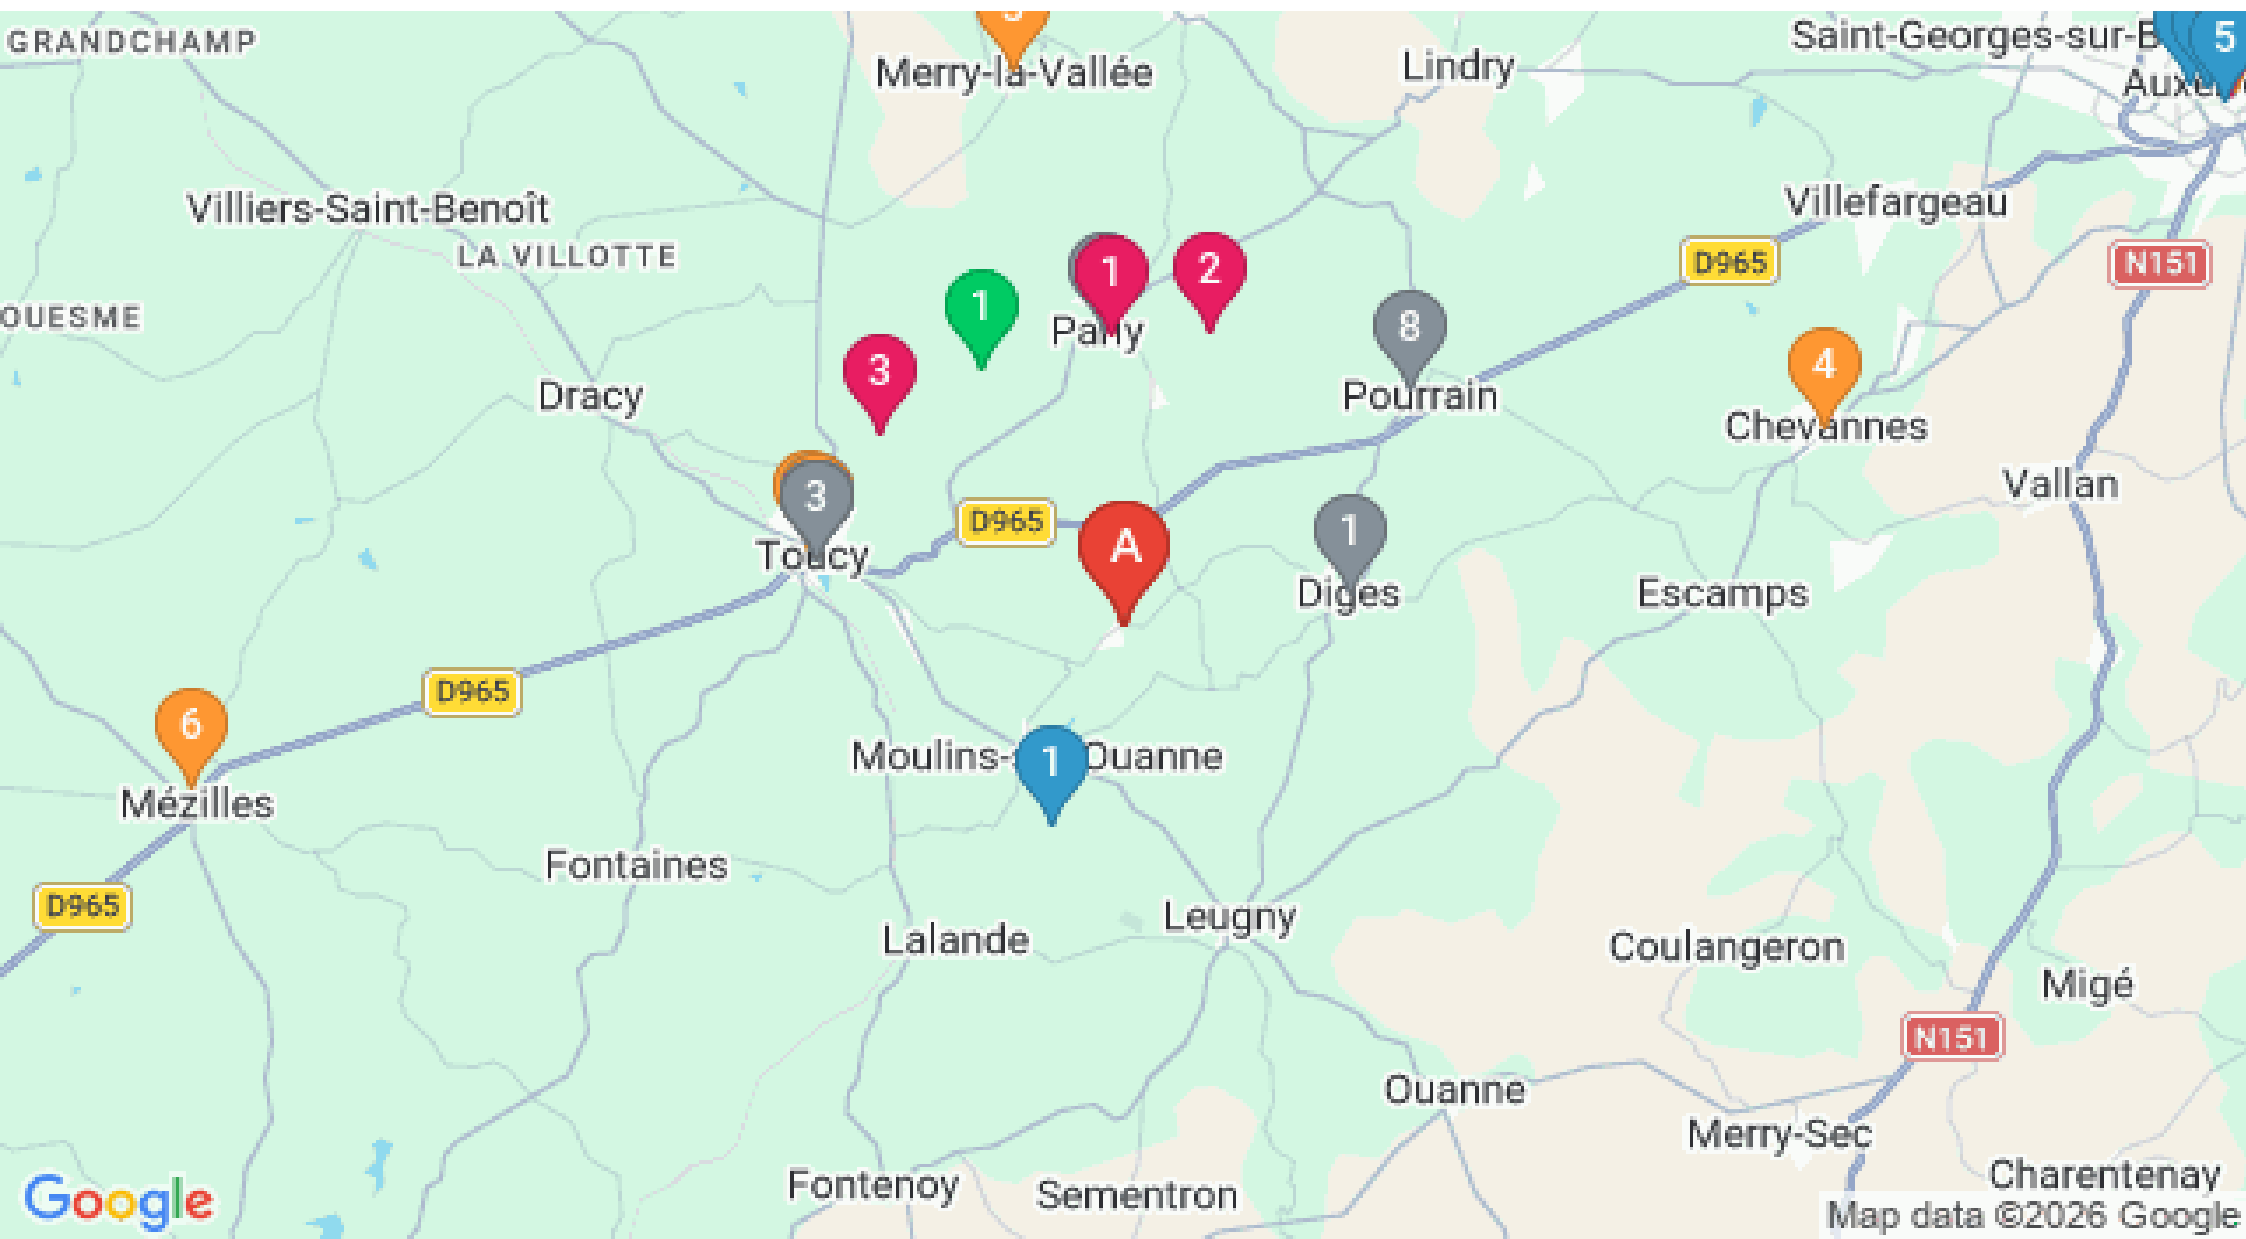 GRANDCHAMP
5
Merry-la-Vallée
Lindry
Saint-Georges-sur-B
5
Villiers-Saint-Benoît
LA VILLOTTE
Villefargeau
D965
N151
OUESME
1
1
2
8
4
3
Dracy
Pourrain
Chevannes
Vallan
3
Toucy
D965
A
1
Diges
Escamps
D965
6
Mézilles
Moulins-
1
Ouanne
Fontaines
D965
Lalande
Leugny
Coulangeron
Migé
N151
Ouanne
Merry-Sec
Fontenoy
Sementron
Charentenay
Google
Map data ©2026 Google